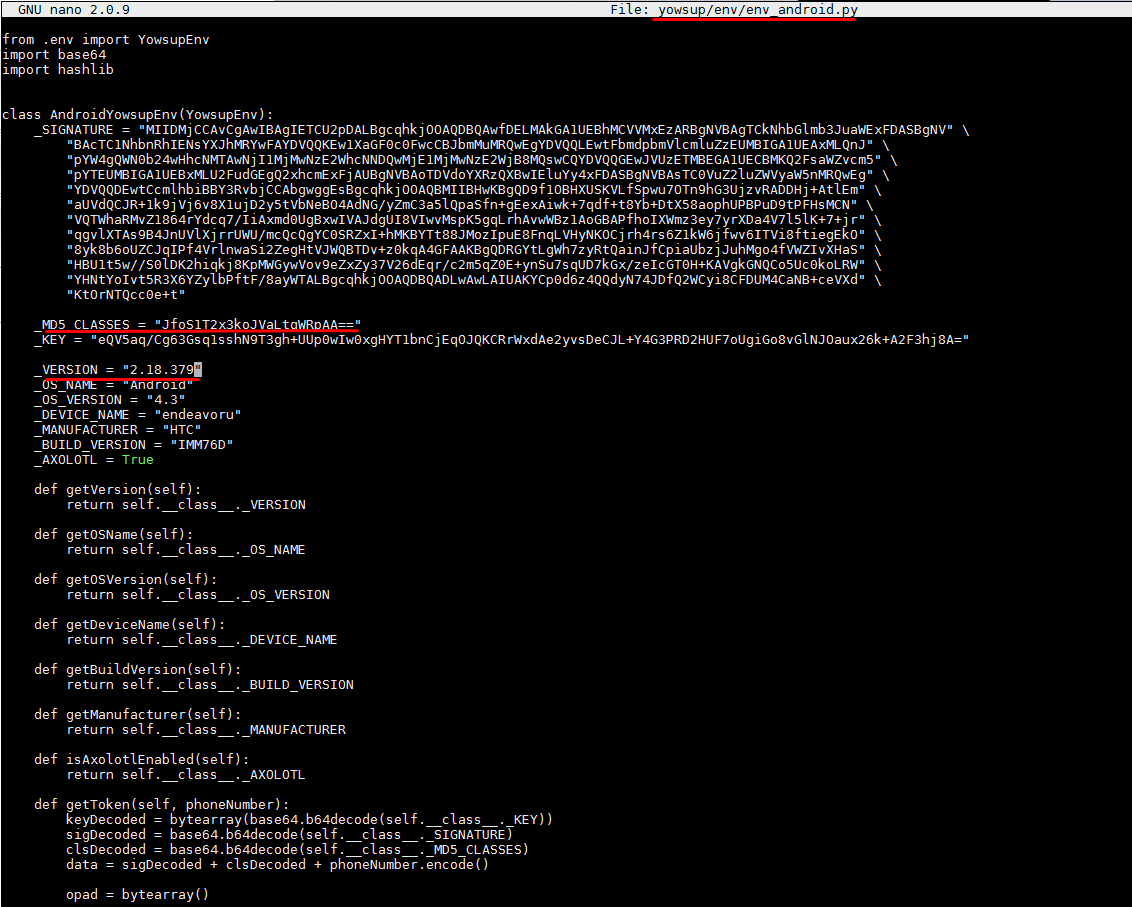 GNU nano 2.0.9 File: yowsup/env/env_android.py
from .env import YowsupEnv
import base64
import hashlib
class AndroidYowsupEnv(YowsupEnv):
_SIGNATURE = "MIIDMjCCAvCgAwIBAgIETCU2pDALBgcqhkjOOAQDBQAwfDELMAkGA1UEBhMCVVMxEzARBgNVBAgTCkNhbGlmb3JuaWExFDASBgNV" \
"BAcTC1NhbnRhIENsYXJhMRYwFAYDVQQKEw1XaGF0c0FwcCBJbmMuMRQwEgYDVQQLEwtFbmdpbmVlcmluZzEUMBIGA1UEAxMLQnJ" \
"pYW4gQWN0b24wHhcNMTAwNjI1MjMwNzE2WhcNNDQwMjE1MjMwNzE2WjB8MQswCQYDVQQGEwJVUzETMBEGA1UECBMKQ2FsaWZvcm5" \
"pYTEUMBIGA1UEBxMLU2FudGEgQ2xhcmExFjAUBgNVBAoTDVdoYXRzQXBwIEluYy4xFDASBgNVBAsTC0VuZ2luZWVyaW5nMRQwEg" \
"YDVQQDEwtCcmlhbiBBY3RvbjCCAbgwggEsBgcqhkjOOAQBMIIBHwKBgQD9f1OBHXUSKVLfSpwu7OTn9hG3UjzvRADDHj+AtlEm" \
"aUVdQCJR+1k9jVj6v8X1ujD2y5tVbNeBO4AdNG/yZmC3a5lQpaSfn+gEexAiwk+7qdf+t8Yb+DtX58aophUPBPuD9tPFHsMCN" \
"VQTWhaRMvZ1864rYdcq7/IiAxmd0UgBxwIVAJdgUI8VIwvMspK5gqLrhAvwWBz1AoGBAPfhoIXWmz3ey7yrXDa4V7l5lK+7+jr" \
"qgvlXTAs9B4JnUVlXjrrUWU/mcQcQgYC0SRZxI+hMKBYTt88JMozIpuE8FnqLVHyNKOCjrh4rs6Z1kW6jfwv6ITVi8ftiegEkO" \
"8yk8b6oUZCJqIPf4VrlnwaSi2ZegHtVJWQBTDv+z0kqA4GFAAKBgQDRGYtLgWh7zyRtQainJfCpiaUbzjJuhMgo4fVWZIvXHaS" \
"HBU1t5w//S0lDK2hiqkj8KpMWGywVov9eZxZy37V26dEqr/c2m5qZ0E+ynSu7sqUD7kGx/zeIcGT0H+KAVgkGNQCo5Uc0koLRW" \
"YHNtYoIvt5R3X6YZylbPftF/8ayWTALBgcqhkjOOAQDBQADLwAwLAIUAKYCp0d6z4QQdyN74JDfQ2WCyi8CFDUM4CaNB+ceVXd" \
"KtOrNTQcc0e+t"
_MD5_CLASSES = "JfoS1T2x3koJVaLtgWRpAA=="
_KEY = "eQV5aq/Cg63Gsq1sshN9T3gh+UUp0wIw0xgHYT1bnCjEqOJQKCRrWxdAe2yvsDeCJL+Y4G3PRD2HUF7oUgiGo8vGlNJOaux26k+A2F3hj8A="
_VERSION = "2.18.379"
_OS_NAME = "Android"
_OS_VERSION = "4.3"
_DEVICE_NAME = "endeavoru"
_MANUFACTURER = "HTC"
_BUILD_VERSION = "IMM76D"
_AXOLOTL = True
def getVersion(self):
return self.__class__._VERSION
def getOSName(self):
return self.__class__._OS_NAME
def getOSVersion(self):
return self.__class__._OS_VERSION
def getDeviceName(self):
return self.__class__._DEVICE_NAME
def getBuildVersion(self):
return self.__class__._BUILD_VERSION
def getManufacturer(self):
return self.__class__._MANUFACTURER
def isAxolotlEnabled(self):
return self.__class__._AXOLOTL
def getToken(self, phoneNumber):
keyDecoded = bytearray(base64.b64decode(self.__class__._KEY))
sigDecoded = base64.b64decode(self.__class__._SIGNATURE)
clsDecoded = base64.b64decode(self.__class__._MD5_CLASSES)
data = sigDecoded + clsDecoded + phoneNumber.encode()
opad = bytearray()